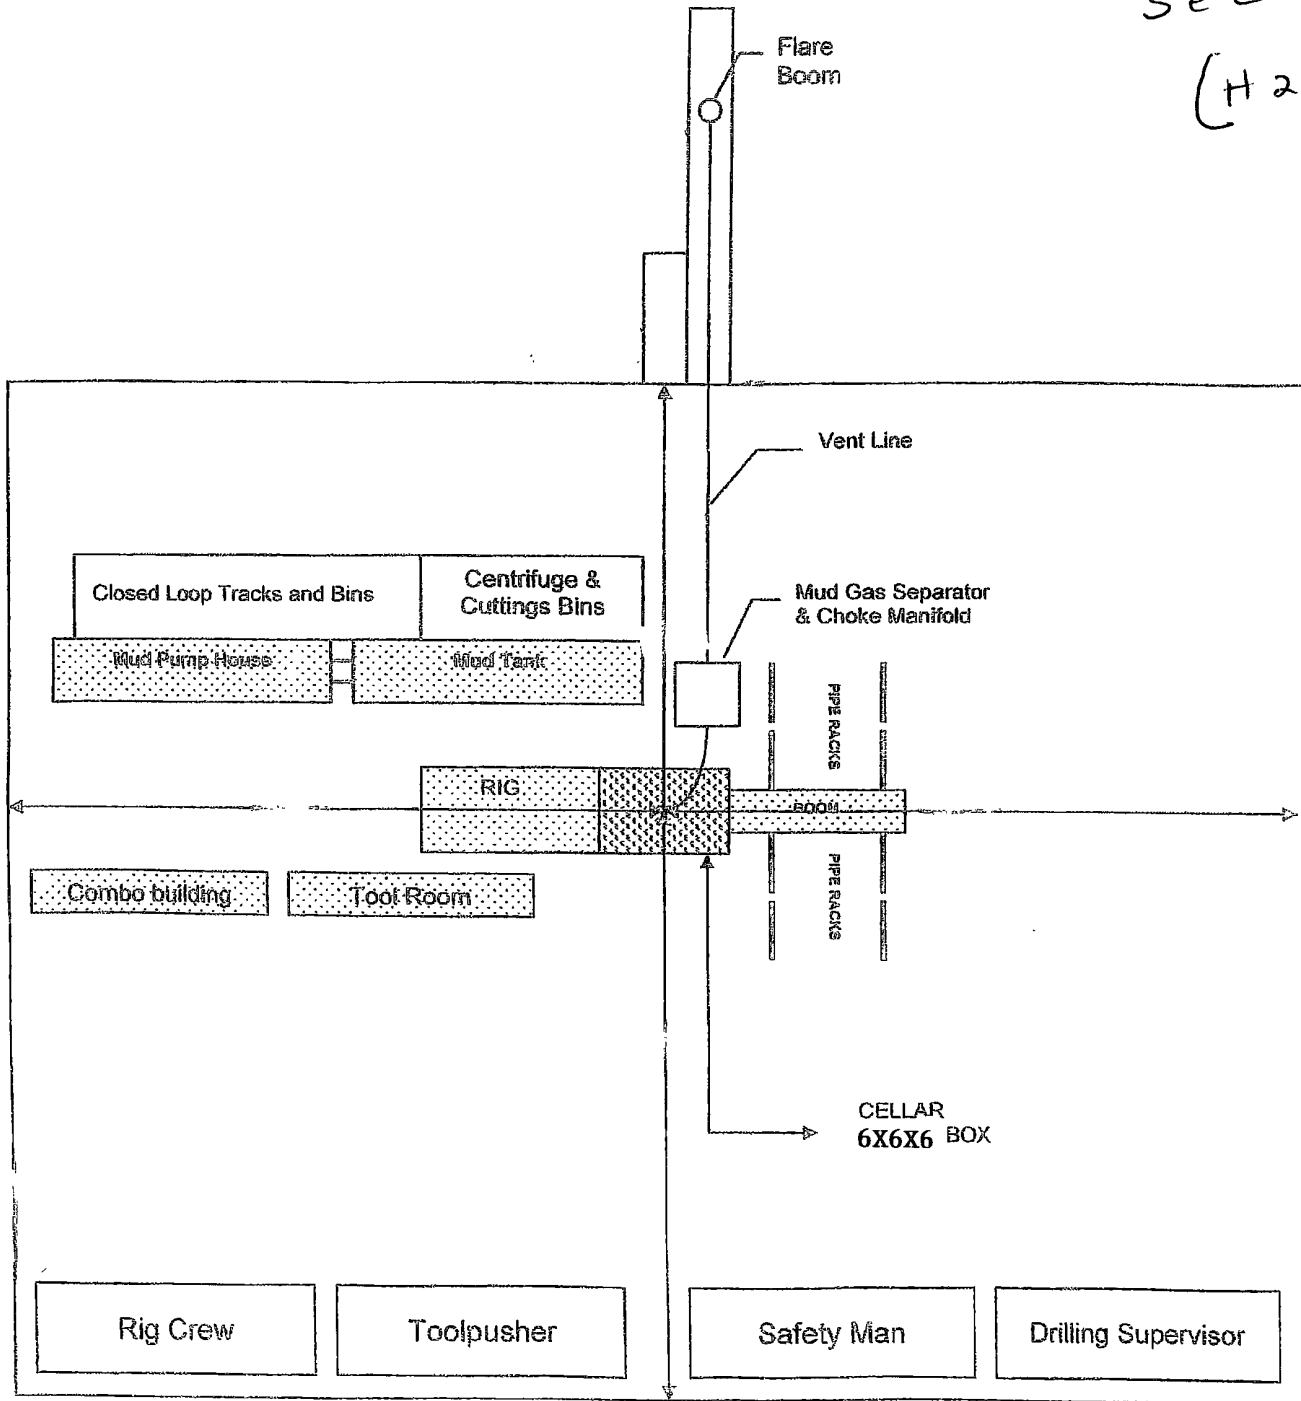 (H2
Flare
Boom
Vent Line
Closed Loop Tracks and Bins
Centrifuge &
Cuttings Bins
Mud Gas Separator
& Choke Manifold
Mud Pump House
Mud Tank
PIPE RACKS
RIG
BOOM
Combo building
Tool Room
PIPE RACKS
CELLAR
6X6X6 BOX
Rig Crew
Toolpusher
Safety Man
Drilling Supervisor